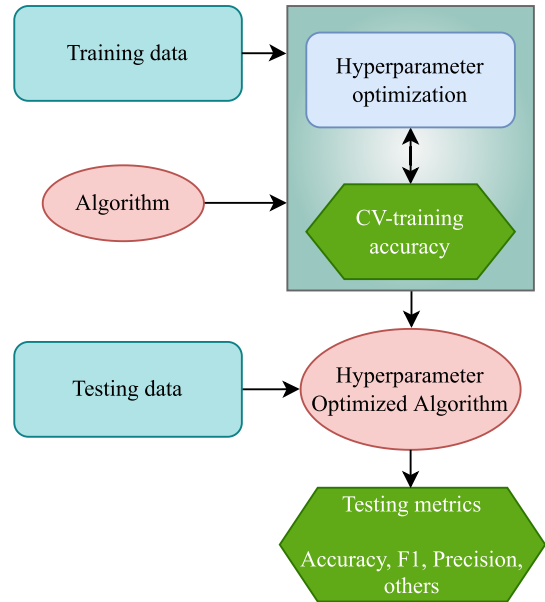 Training data
Hyperparameter
optimization
Algorithm
CV-training
accuracy
Testing data
Hyperparameter
Optimized Algorithm
Testing metrics
Accuracy, F1, Precision,
others